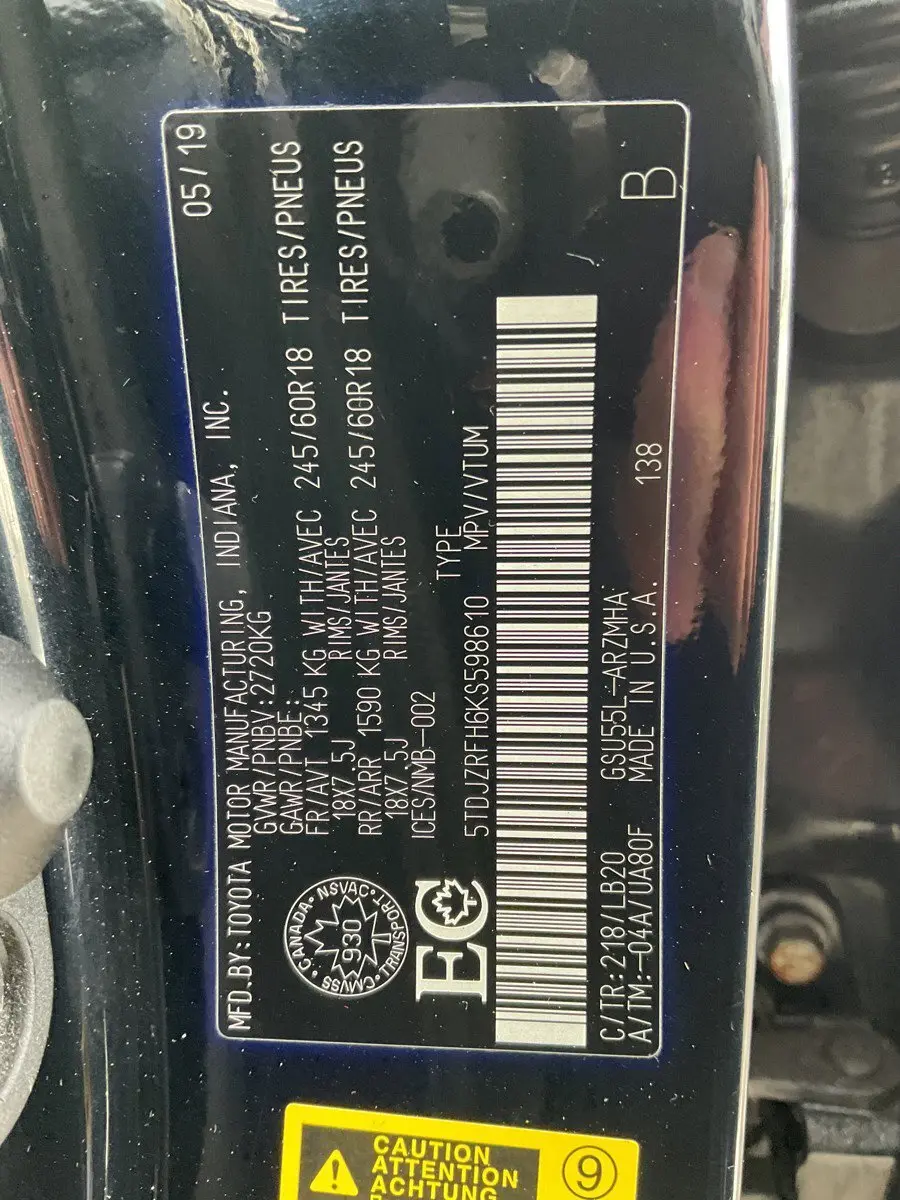 MFD.BY:TOYOTA MOTOR MANUFACTURING, INDIANA, INC. 05/19
GVWR/PNBV:2720KG
GAWR/PNBE:
FR/AVT 1345 KG WITH/AVEC 245/60R18 TIRES/PNEUS
18X7.5J RIMS/JANTES
RR/ARR 1590 KG WITH/AVEC 245/60R18 TIRES/PNEUS
18X7.5J RIMS/JANTES
ICES/NMB-002
CANADA • NSVAC • TRANSPORT • CMVSS •
930
EC
TYPE
5TDJZRFH6KS598610 MPV/VTUM
C/TR:218/LB20 GSU55L-ARZMHA
A/TM:-04A/UA80F MADE IN U.S.A. 138 B
CAUTION
ATTENTION
ACHTUNG
9